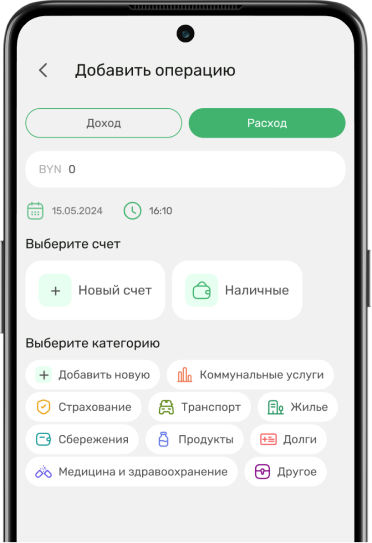 Добавить операцию
Доход Расход
BYN 0
15.05.2024 16:10
Выберите счет
+ Новый счет Наличные
Выберите категорию
+ Добавить новую Коммунальные услуги
Страхование Транспорт Жилье
Сбережения Продукты Долги
Медицина и здравоохранение Другое